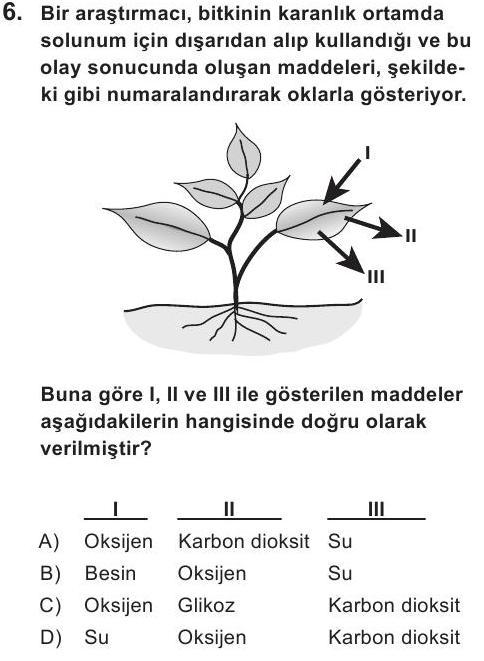 6. Bir araştırmacı, bitkinin karanlık ortamda
solunum için dışarıdan alıp kullandığı ve bu
olay sonucunda oluşan maddeleri, şekilde-
ki gibi numaralandırarak oklarla gösteriyor.
I
II
III
Buna göre I, II ve III ile gösterilen maddeler
aşağıdakilerin hangisinde doğru olarak
verilmiştir?
I II III
A) Oksijen Karbon dioksit Su
B) Besin Oksijen Su
C) Oksijen Glikoz Karbon dioksit
D) Su Oksijen Karbon dioksit